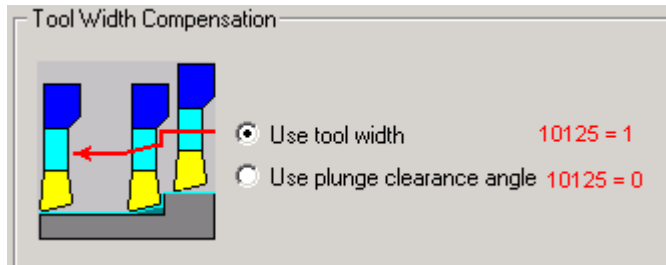 Tool Width Compensation
Use tool width 10125 = 1
Use plunge clearance angle 10125 = 0